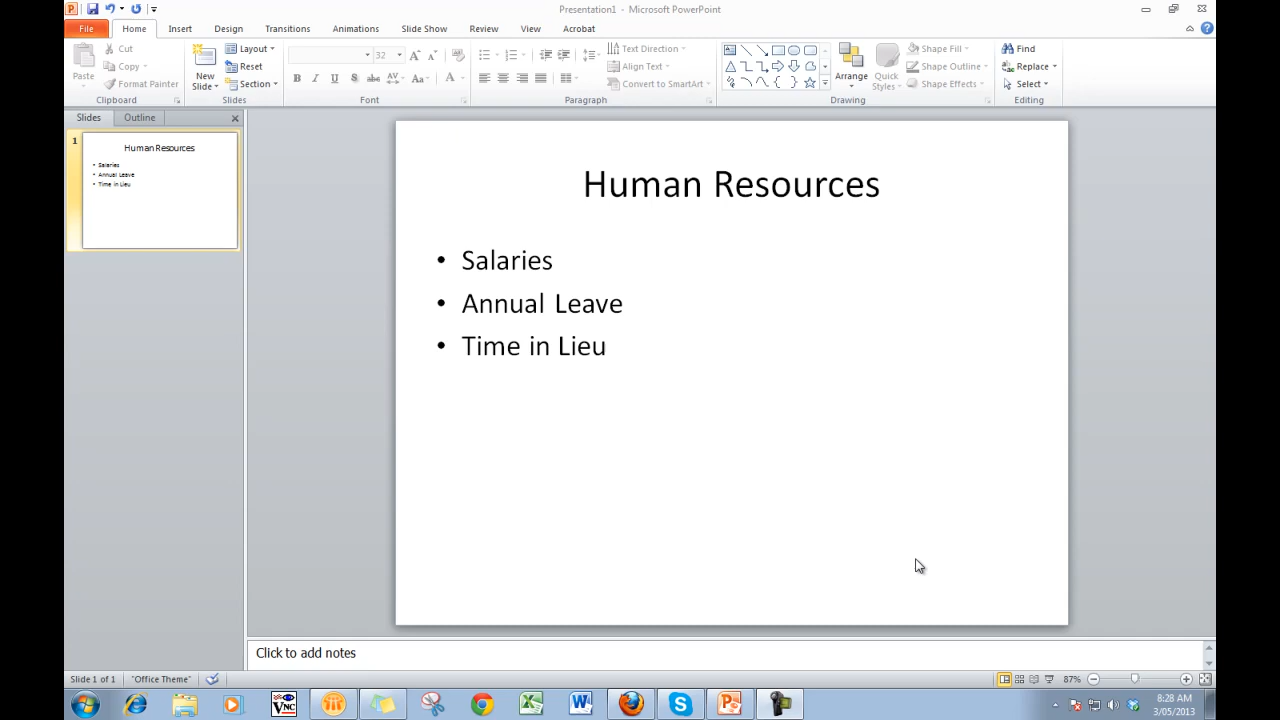 Presentation1 - Microsoft PowerPoint
File Home Insert Design Transitions Animations Slide Show Review View Acrobat
Paste
Cut
Copy
Format Painter
Clipboard
New Slide
Layout
Reset
Section
Slides
32
Font
Text Direction
Align Text
Convert to SmartArt
Paragraph
Arrange
Quick Styles
Shape Fill
Shape Outline
Shape Effects
Drawing
Find
Replace
Select
Editing
Slides Outline
1
Human Resources
• Salaries
• Annual Leave
• Time in Lieu
Human Resources
• Salaries
• Annual Leave
• Time in Lieu
Click to add notes
Slide 1 of 1 "Office Theme" 87%
8:28 AM
3/05/2013